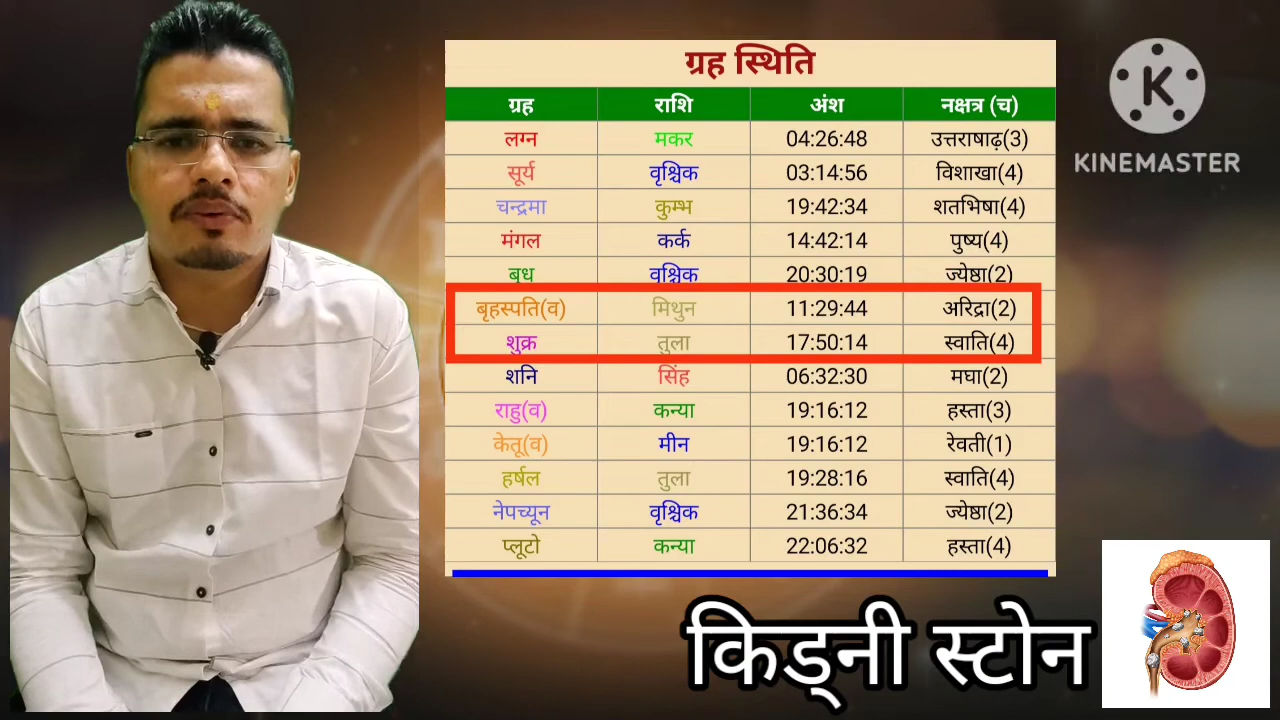 ग्रह स्थिति
ग्रह राशि अंश नक्षत्र (च)
लग्न मकर 04:26:48 उत्तराषाढ़(3)
सूर्य वृश्चिक 03:14:56 विशाखा(4)
चन्द्रमा कुम्भ 19:42:34 शतभिषा(4)
मंगल कर्क 14:42:14 पुष्य(4)
बुध वृश्चिक 20:30:19 ज्येष्ठा(2)
बृहस्पति(व) मिथुन 11:29:44 अरिद्रा(2)
शुक्र तुला 17:50:14 स्वाति(4)
शनि सिंह 06:32:30 मघा(2)
राहु(व) कन्या 19:16:12 हस्ता(3)
केतू(व) मीन 19:16:12 रेवती(1)
हर्षल तुला 19:28:16 स्वाति(4)
नेपच्यून वृश्चिक 21:36:34 ज्येष्ठा(2)
प्लूटो कन्या 22:06:32 हस्ता(4)
K
KINEMASTER
किड्नी स्टोन